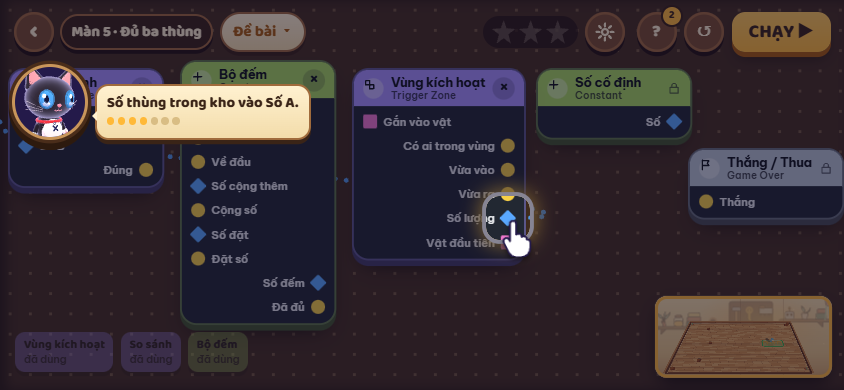 Màn 5 · Đủ ba thùng
Đề bài
2
?
CHẠY
Số thùng trong kho vào Số A.
Đúng
Bộ đếm
Về đầu
Số cộng thêm
Cộng số
Số đặt
Đặt số
Số đếm
Đã đủ
Vùng kích hoạt
Trigger Zone
Gắn vào vật
Có ai trong vùng
Vừa vào
Vừa ra
Số lượng
Vật đầu tiên
Số cố định
Constant
Số
Thắng / Thua
Game Over
Thắng
Vùng kích hoạt
đã dùng
So sánh
đã dùng
Bộ đếm
đã dùng